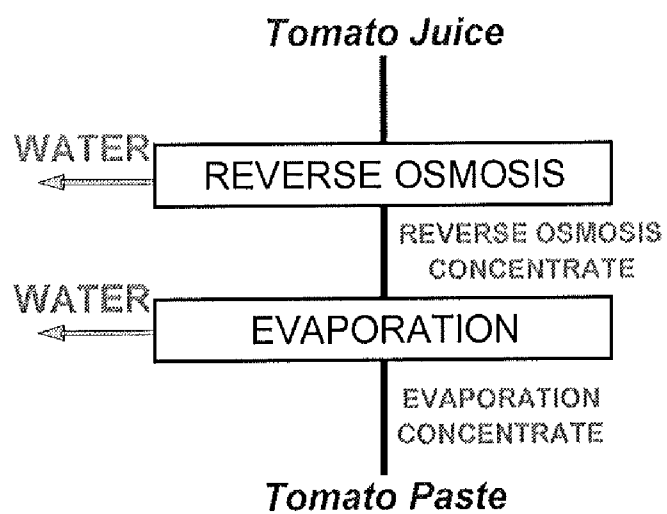 Tomato Juice
WATER
REVERSE OSMOSIS
REVERSE OSMOSIS
CONCENTRATE
WATER
EVAPORATION
EVAPORATION
CONCENTRATE
Tomato Paste